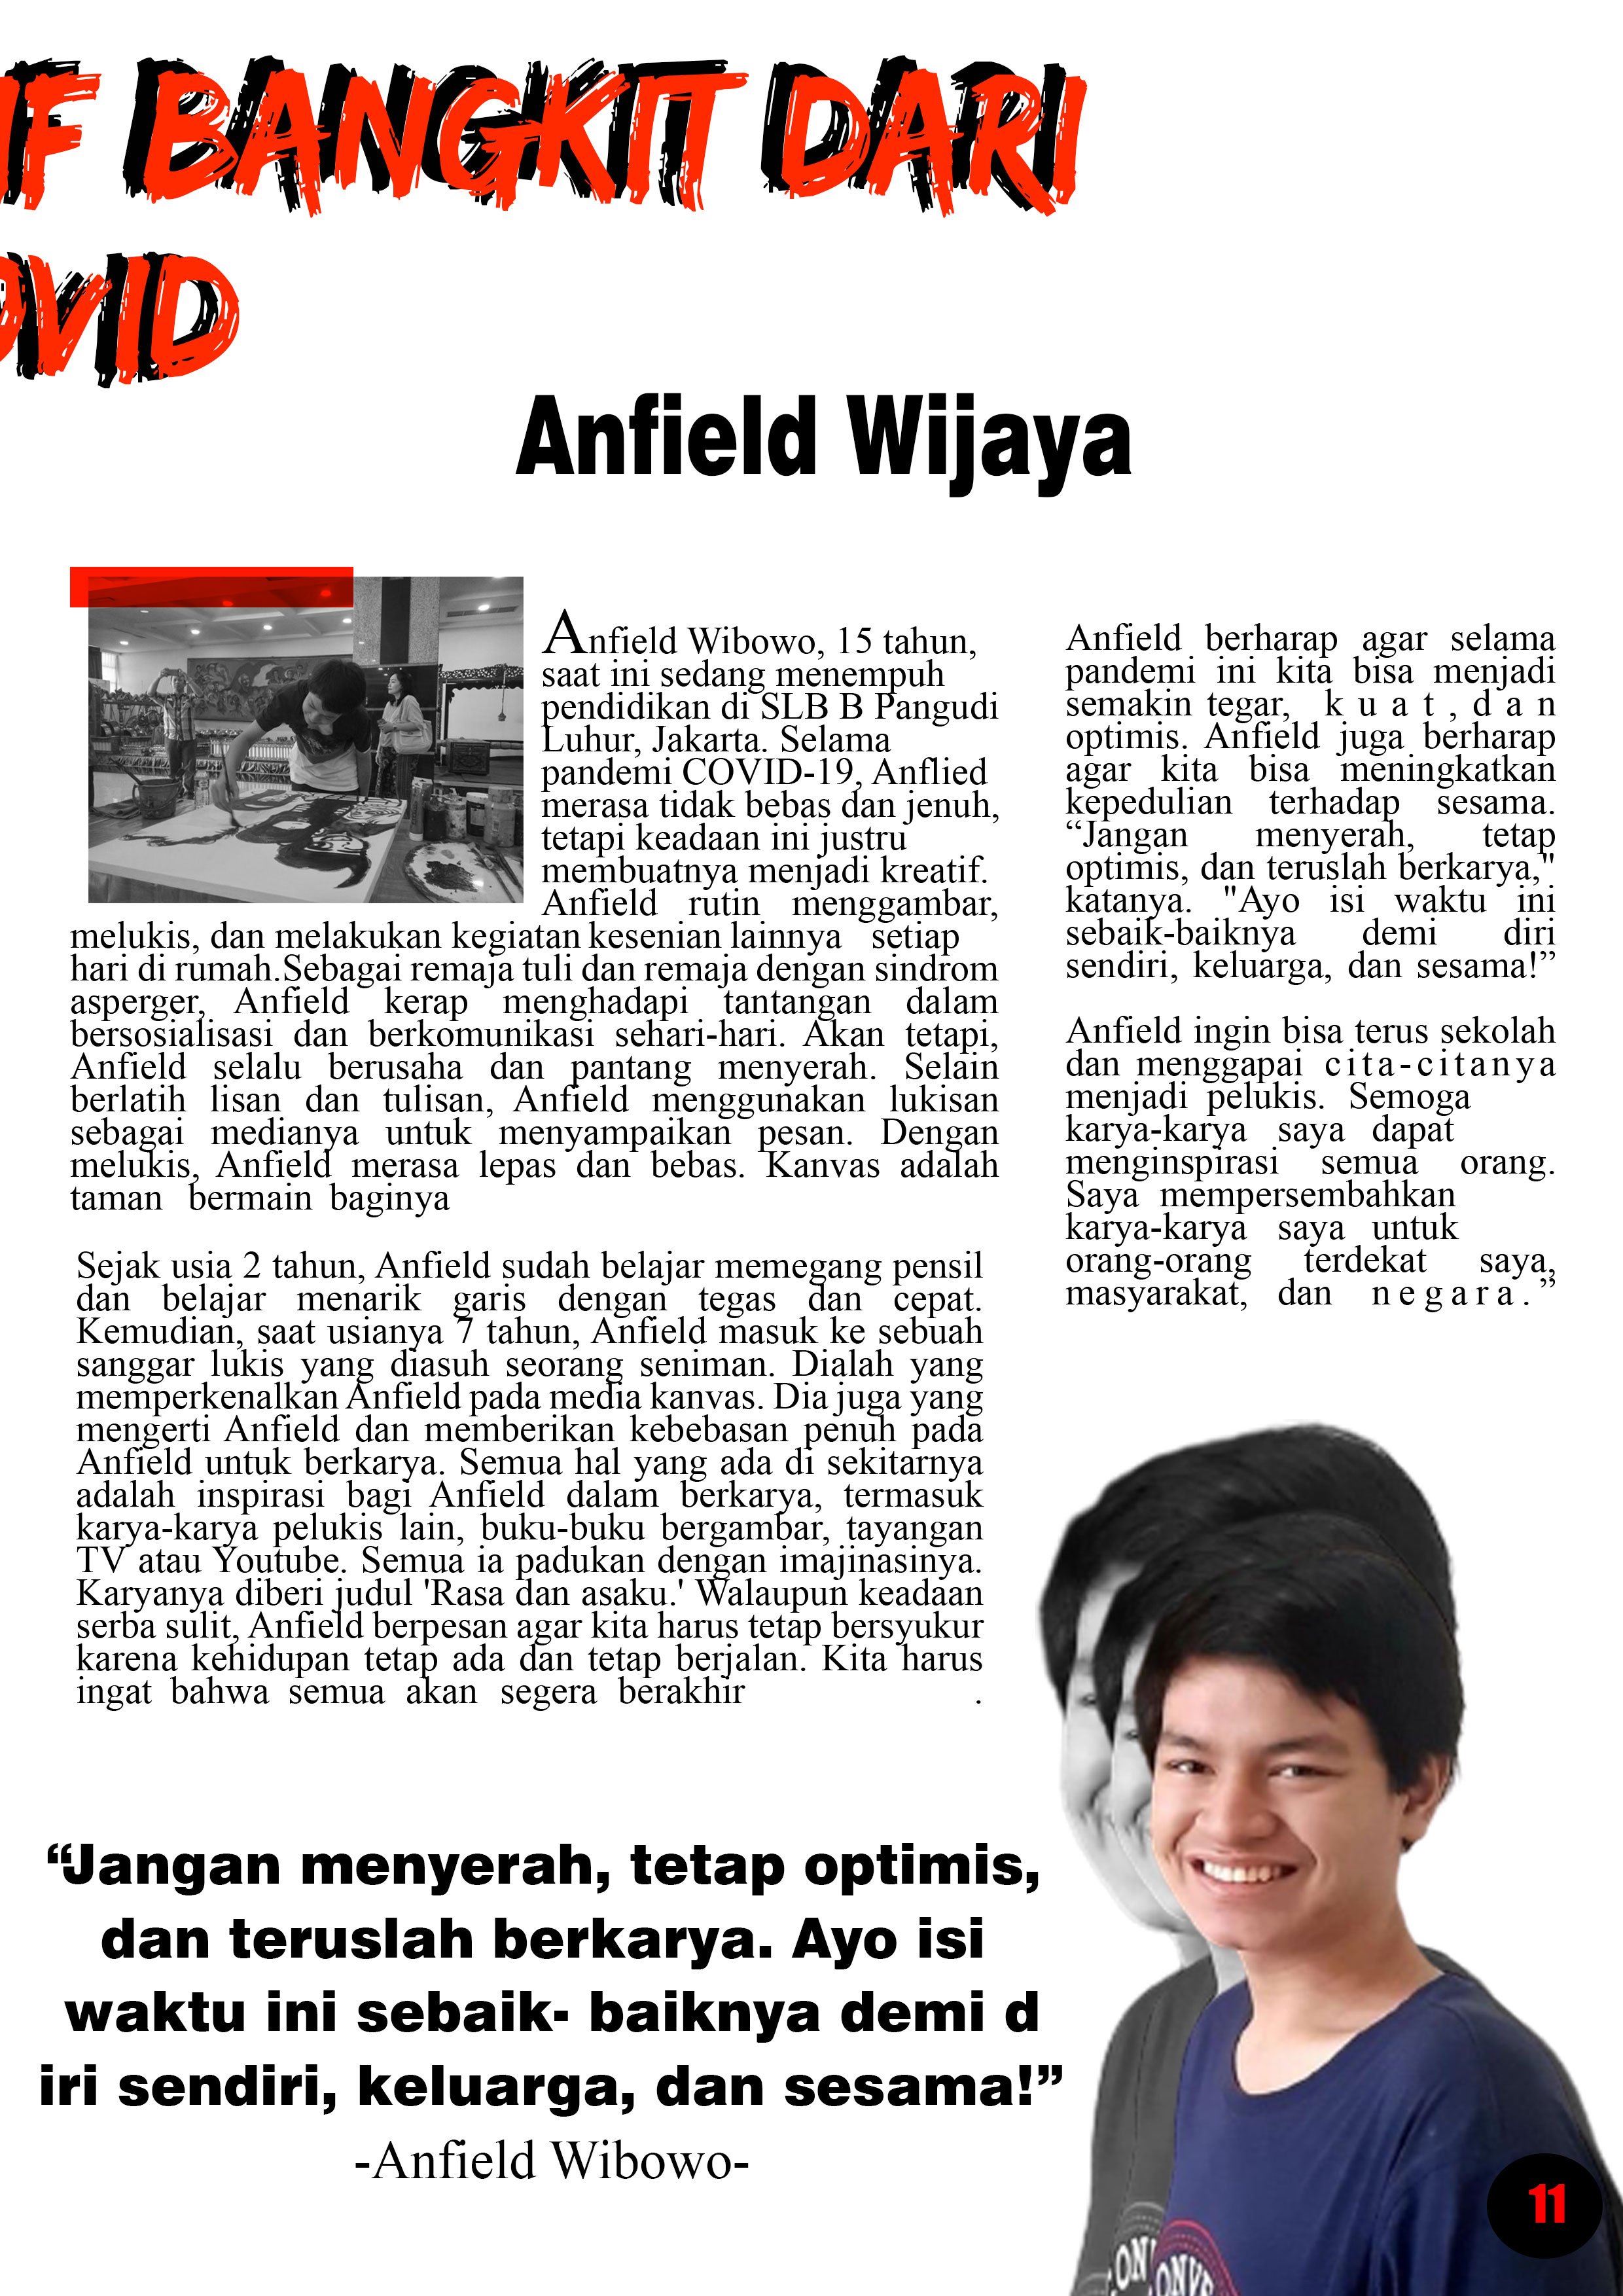 IF BANGKIT DARI
OVID
Anfield Wijaya
Anfield Wibowo, 15 tahun,
saat ini sedang menempuh
pendidikan di SLB B Pangudi
Luhur, Jakarta. Selama
pandemi COVID-19, Anflied
merasa tidak bebas dan jenuh,
tetapi keadaan ini justru
membuatnya menjadi kreatif.
Anfield rutin menggambar,
melukis, dan melakukan kegiatan kesenian lainnya setiap
hari di rumah.Sebagai remaja tuli dan remaja dengan sindrom
asperger, Anfield kerap menghadapi tantangan dalam
bersosialisasi dan berkomunikasi sehari-hari. Akan tetapi,
Anfield selalu berusaha dan pantang menyerah. Selain
berlatih lisan dan tulisan, Anfield menggunakan lukisan
sebagai medianya untuk menyampaikan pesan. Dengan
melukis, Anfield merasa lepas dan bebas. Kanvas adalah
taman bermain baginya
Sejak usia 2 tahun, Anfield sudah belajar memegang pensil
dan belajar menarik garis dengan tegas dan cepat.
Kemudian, saat usianya 7 tahun, Anfield masuk ke sebuah
sanggar lukis yang diasuh seorang seniman. Dialah yang
memperkenalkan Anfield pada media kanvas. Dia juga yang
mengerti Anfield dan memberikan kebebasan penuh pada
Anfield untuk berkarya. Semua hal yang ada di sekitarnya
adalah inspirasi bagi Anfield dalam berkarya, termasuk
karya-karya pelukis lain, buku-buku bergambar, tayangan
TV atau Youtube. Semua ia padukan dengan imajinasinya.
Karyanya diberi judul 'Rasa dan asaku.' Walaupun keadaan
serba sulit, Anfield berpesan agar kita harus tetap bersyukur
karena kehidupan tetap ada dan tetap berjalan. Kita harus
ingat bahwa semua akan segera berakhir .
Anfield berharap agar selama
pandemi ini kita bisa menjadi
semakin tegar, kuat,dan
optimis. Anfield juga berharap
agar kita bisa meningkatkan
kepedulian terhadap sesama.
“Jangan menyerah, tetap
optimis, dan teruslah berkarya,"
katanya. "Ayo isi waktu ini
sebaik-baiknya demi diri
sendiri, keluarga, dan sesama!”
Anfield ingin bisa terus sekolah
dan menggapai cita-citanya
menjadi pelukis. Semoga
karya-karya saya dapat
menginspirasi semua orang.
Saya mempersembahkan
karya-karya saya untuk
orang-orang terdekat saya,
masyarakat, dan negara.”
“Jangan menyerah, tetap optimis,
dan teruslah berkarya. Ayo isi
waktu ini sebaik- baiknya demi d
iri sendiri, keluarga, dan sesama!”
-Anfield Wibowo-
11